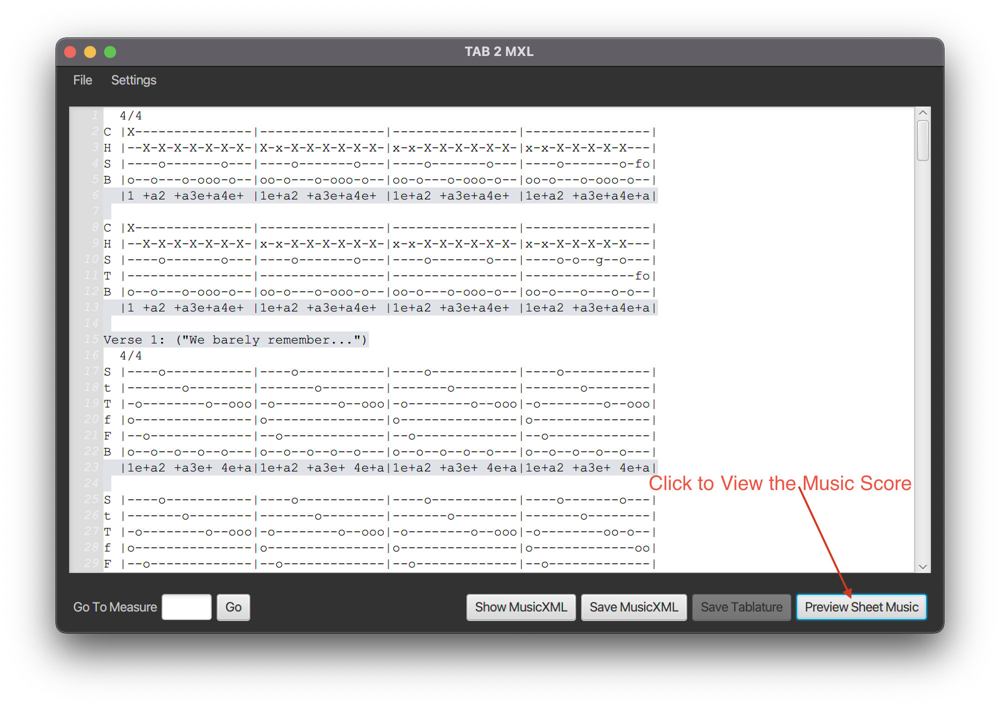 TAB 2 MXL
File Settings
1   4/4
2 C |X---------------|----------------|----------------|----------------|
3 H |--X-X-X-X-X-X-X-|X-x-X-X-X-X-X-X-|x-x-X-X-X-X-X-X-|x-x-X-X-X-X-X---|
4 S |----o-------o---|----o-------o---|----o-------o---|----o-------o-fo|
5 B |o--o---o-ooo-o--|oo-o---o-ooo-o--|oo-o---o-ooo-o--|oo-o---o-ooo-o--|
6   |1 +a2 +a3e+a4e+ |1e+a2 +a3e+a4e+ |1e+a2 +a3e+a4e+ |1e+a2 +a3e+a4e+a|
7
8 C |X---------------|----------------|----------------|----------------|
9 H |--X-X-X-X-X-X-X-|x-x-X-X-X-X-X-X-|x-x-X-X-X-X-X-X-|x-x-X-X-X-X-X---|
10 S |----o-------o---|----o-------o---|----o-------o---|----o-o--g--o---|
11 T |----------------|----------------|----------------|--------------fo|
12 B |o--o---o-ooo-o--|oo-o---o-ooo-o--|oo-o---o-ooo-o--|oo-o---o---o-o--|
13   |1 +a2 +a3e+a4e+ |1e+a2 +a3e+a4e+ |1e+a2 +a3e+a4e+ |1e+a2 +a3e+a4e+a|
14
15 Verse 1: ("We barely remember...")
16   4/4
17 S |----o-----------|----o-----------|----o-----------|----o-----------|
18 t |-------o--------|-------o--------|-------o--------|-------o--------|
19 T |-o--------o--ooo|-o--------o--ooo|-o--------o--ooo|-o--------o--ooo|
20 f |o---------------|o---------------|o---------------|o---------------|
21 F |--o-------------|--o-------------|--o-------------|--o-------------|
22 B |o--o--o--o--o---|o--o--o--o--o---|o--o--o--o--o---|o--o--o--o--o---|
23   |1e+a2 +a3e+ 4e+a|1e+a2 +a3e+ 4e+a|1e+a2 +a3e+ 4e+a|1e+a2 +a3e+ 4e+a|
24
Click to View the Music Score
25 S |----o-----------|----o-----------|----o-----------|----o-------o---|
26 t |-------o--------|-------o--------|-------o--------|-------o--------|
27 T |-o--------o--ooo|-o--------o--ooo|-o--------o--ooo|-o--------oo-o--|
28 f |o---------------|o---------------|o---------------|o-------------oo|
29 F |--o-------------|--o-------------|--o-------------|--o-------------|
Go To Measure Go Show MusicXML Save MusicXML Save Tablature Preview Sheet Music